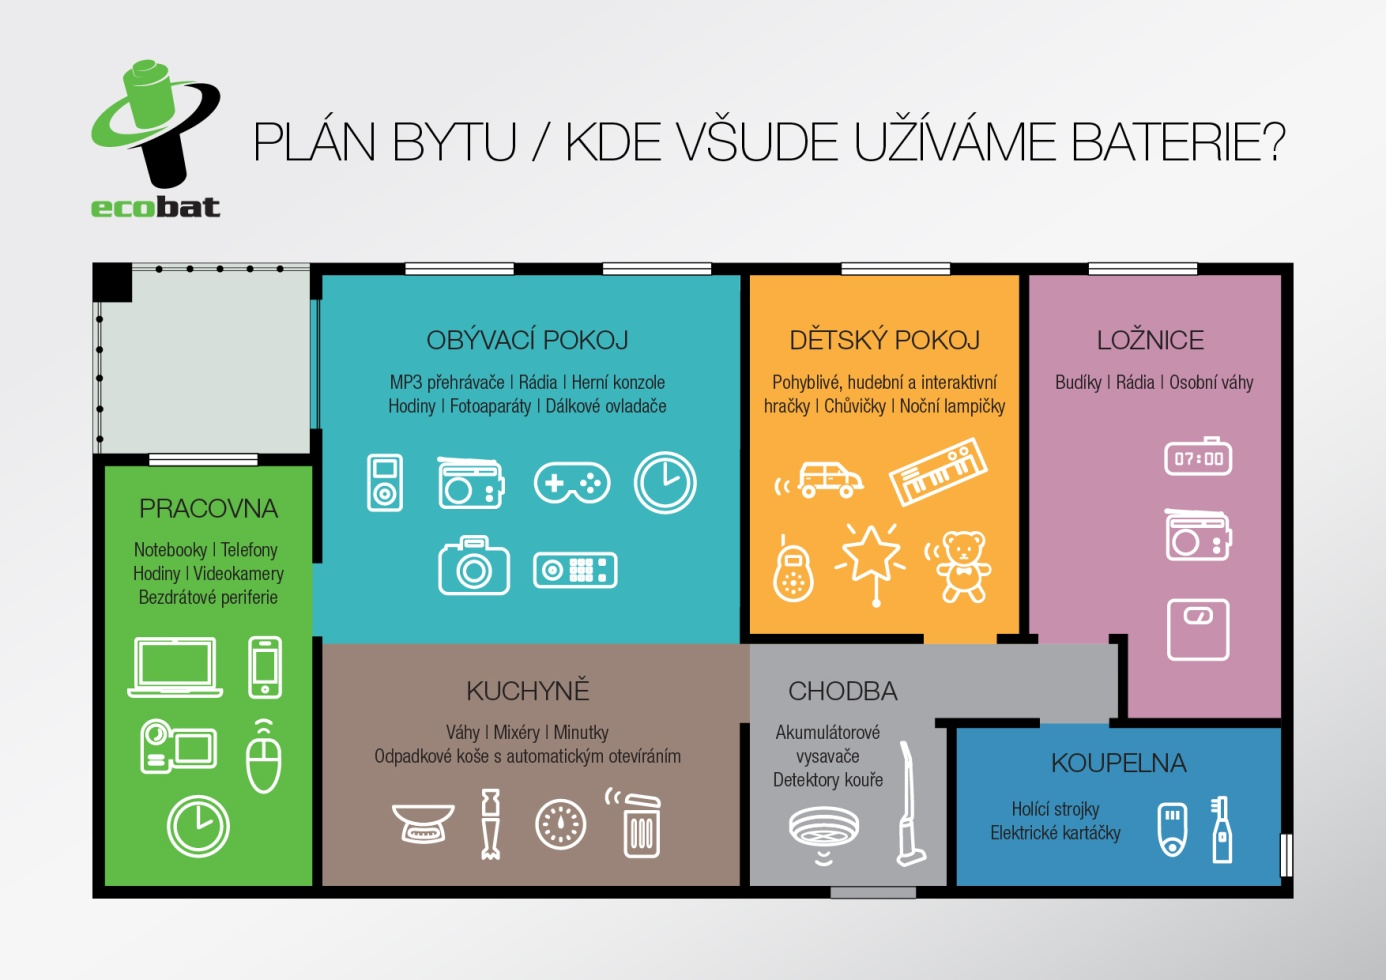 ecobat
PLÁN BYTU / KDE VŠUDE UŽÍVÁME BATERIE?
OBÝVACÍ POKOJ
MP3 přehrávače | Rádia | Herní konzole
Hodiny | Fotoaparáty | Dálkové ovladače
DĚTSKÝ POKOJ
Pohyblivé, hudební a interaktivní
hračky | Chůvičky | Noční lampičky
LOŽNICE
Budíky | Rádia | Osobní váhy
07:00
PRACOVNA
Notebooky | Telefony
Hodiny | Videokamery
Bezdrátové periferie
KUCHYNĚ
Váhy | Mixéry | Minutky
Odpadkové koše s automatickým otevíráním
CHODBA
Akumulátorové
vysavače
Detektory kouře
KOUPELNA
Holící strojky
Elektrické kartáčky